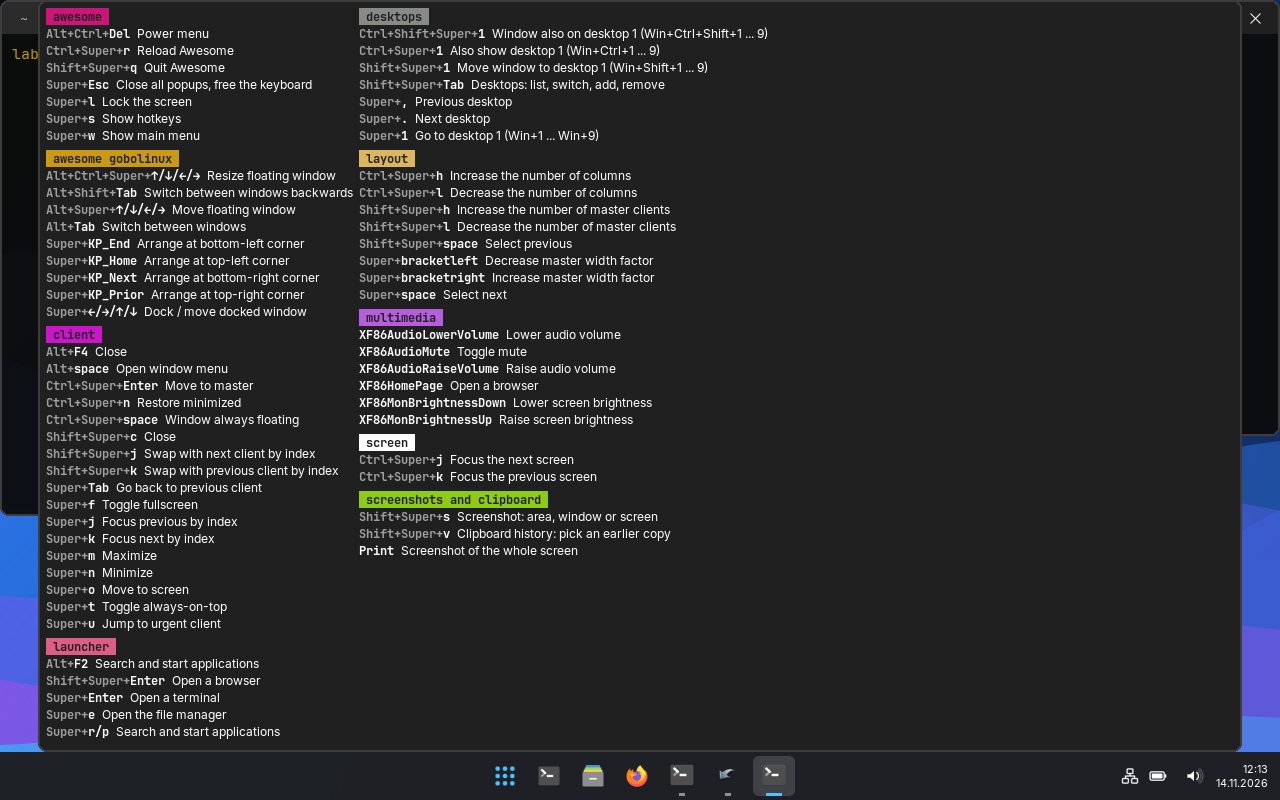 ~
lab
awesome
Alt+Ctrl+Del Power menu
Ctrl+Super+r Reload Awesome
Shift+Super+q Quit Awesome
Super+Esc Close all popups, free the keyboard
Super+l Lock the screen
Super+s Show hotkeys
Super+w Show main menu
awesome gobolinux
Alt+Ctrl+Super+↑/↓/←/→ Resize floating window
Alt+Shift+Tab Switch between windows backwards
Alt+Super+↑/↓/←/→ Move floating window
Alt+Tab Switch between windows
Super+KP_End Arrange at bottom-left corner
Super+KP_Home Arrange at top-left corner
Super+KP_Next Arrange at bottom-right corner
Super+KP_Prior Arrange at top-right corner
Super+←/→/↑/↓ Dock / move docked window
client
Alt+F4 Close
Alt+space Open window menu
Ctrl+Super+Enter Move to master
Ctrl+Super+n Restore minimized
Ctrl+Super+space Window always floating
Shift+Super+c Close
Shift+Super+j Swap with next client by index
Shift+Super+k Swap with previous client by index
Super+Tab Go back to previous client
Super+f Toggle fullscreen
Super+j Focus previous by index
Super+k Focus next by index
Super+m Maximize
Super+n Minimize
Super+o Move to screen
Super+t Toggle always-on-top
Super+u Jump to urgent client
launcher
Alt+F2 Search and start applications
Shift+Super+Enter Open a browser
Super+Enter Open a terminal
Super+e Open the file manager
Super+r/p Search and start applications
desktops
Ctrl+Shift+Super+1 Window also on desktop 1 (Win+Ctrl+Shift+1 ... 9)
Ctrl+Super+1 Also show desktop 1 (Win+Ctrl+1 ... 9)
Shift+Super+1 Move window to desktop 1 (Win+Shift+1 ... 9)
Shift+Super+Tab Desktops: list, switch, add, remove
Super+, Previous desktop
Super+. Next desktop
Super+1 Go to desktop 1 (Win+1 ... Win+9)
layout
Ctrl+Super+h Increase the number of columns
Ctrl+Super+l Decrease the number of columns
Shift+Super+h Increase the number of master clients
Shift+Super+l Decrease the number of master clients
Shift+Super+space Select previous
Super+bracketleft Decrease master width factor
Super+bracketright Increase master width factor
Super+space Select next
multimedia
XF86AudioLowerVolume Lower audio volume
XF86AudioMute Toggle mute
XF86AudioRaiseVolume Raise audio volume
XF86HomePage Open a browser
XF86MonBrightnessDown Lower screen brightness
XF86MonBrightnessUp Raise screen brightness
screen
Ctrl+Super+j Focus the next screen
Ctrl+Super+k Focus the previous screen
screenshots and clipboard
Shift+Super+s Screenshot: area, window or screen
Shift+Super+v Clipboard history: pick an earlier copy
Print Screenshot of the whole screen
12:13
14.11.2026